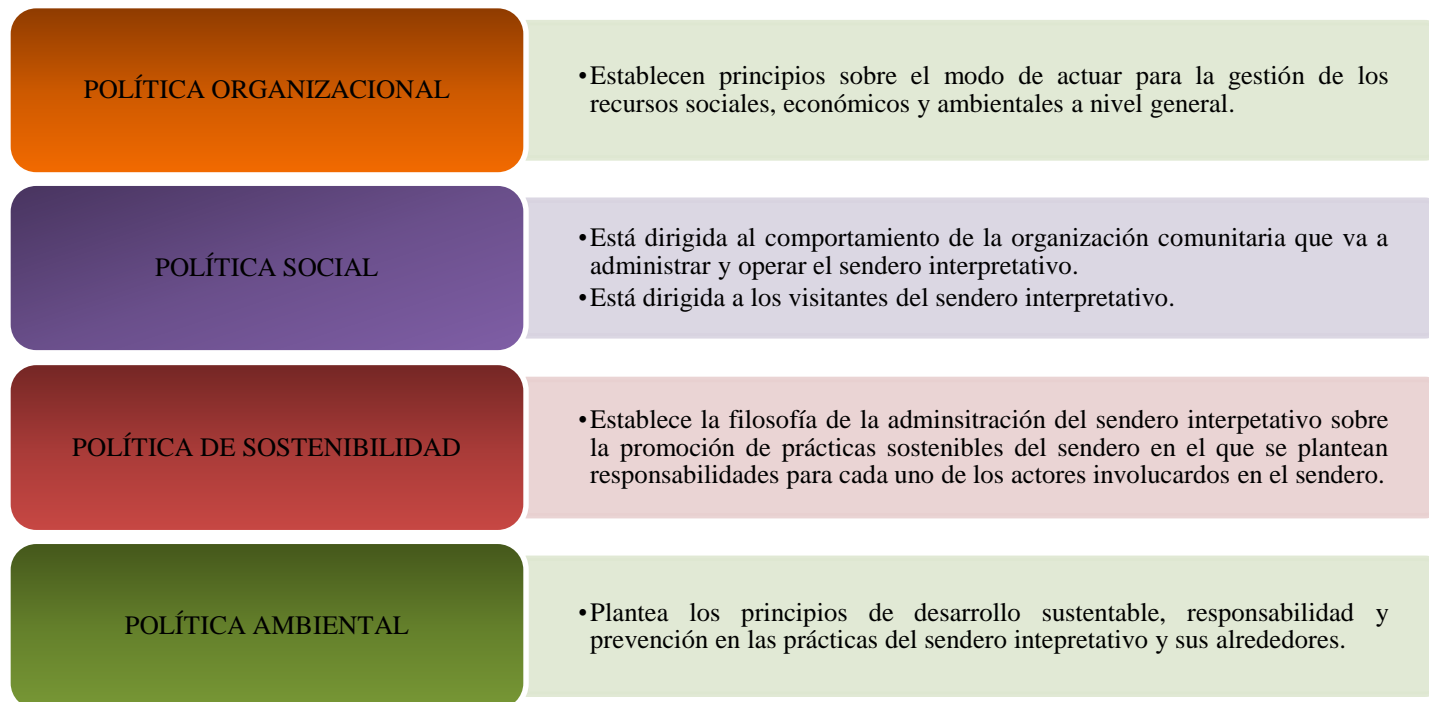 POLÍTICA ORGANIZACIONAL
•Establecen principios sobre el modo de actuar para la gestión de los
recursos sociales, económicos y ambientales a nivel general.
POLÍTICA SOCIAL
•Está dirigida al comportamiento de la organización comunitaria que va a
administrar y operar el sendero interpretativo.
•Está dirigida a los visitantes del sendero interpretativo.
POLÍTICA DE SOSTENIBILIDAD
•Establece la filosofía de la adminsitración del sendero interpetativo sobre
la promoción de prácticas sostenibles del sendero en el que se plantean
responsabilidades para cada uno de los actores involucardos en el sendero.
POLÍTICA AMBIENTAL
•Plantea los principios de desarrollo sustentable, responsabilidad y
prevención en las prácticas del sendero intepretativo y sus alrededores.